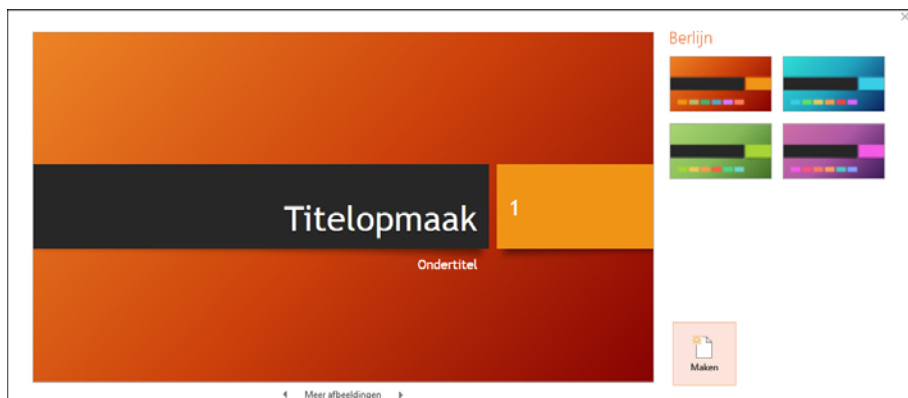 Berlijn
Titelopmaak
1
Ondertitel
Maken
Meer afbeeldingen